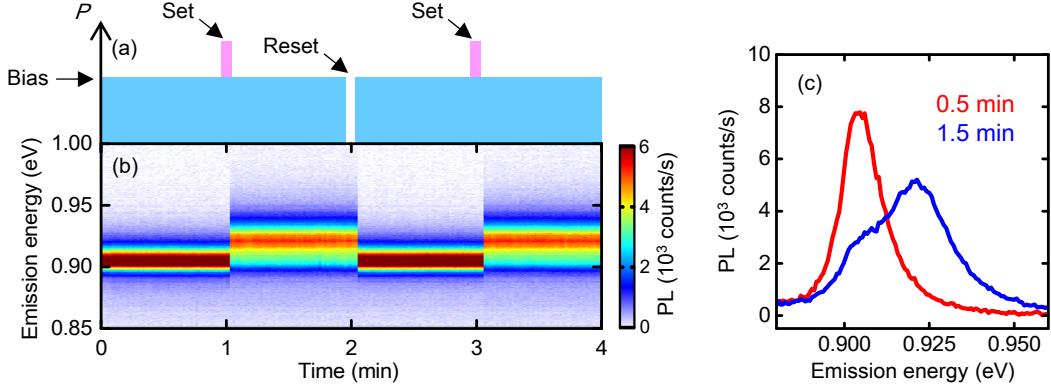 P
(a)
Set
Reset
Set
Bias
(b)
1.00
0.95
0.90
0.85
Emission energy (eV)
0
1
2
3
4
Time (min)
6
4
2
0
PL (10³ counts/s)
(c)
0.5 min
1.5 min
10
8
6
4
2
0
PL (10³ counts/s)
0.900
0.925
0.950
Emission energy (eV)